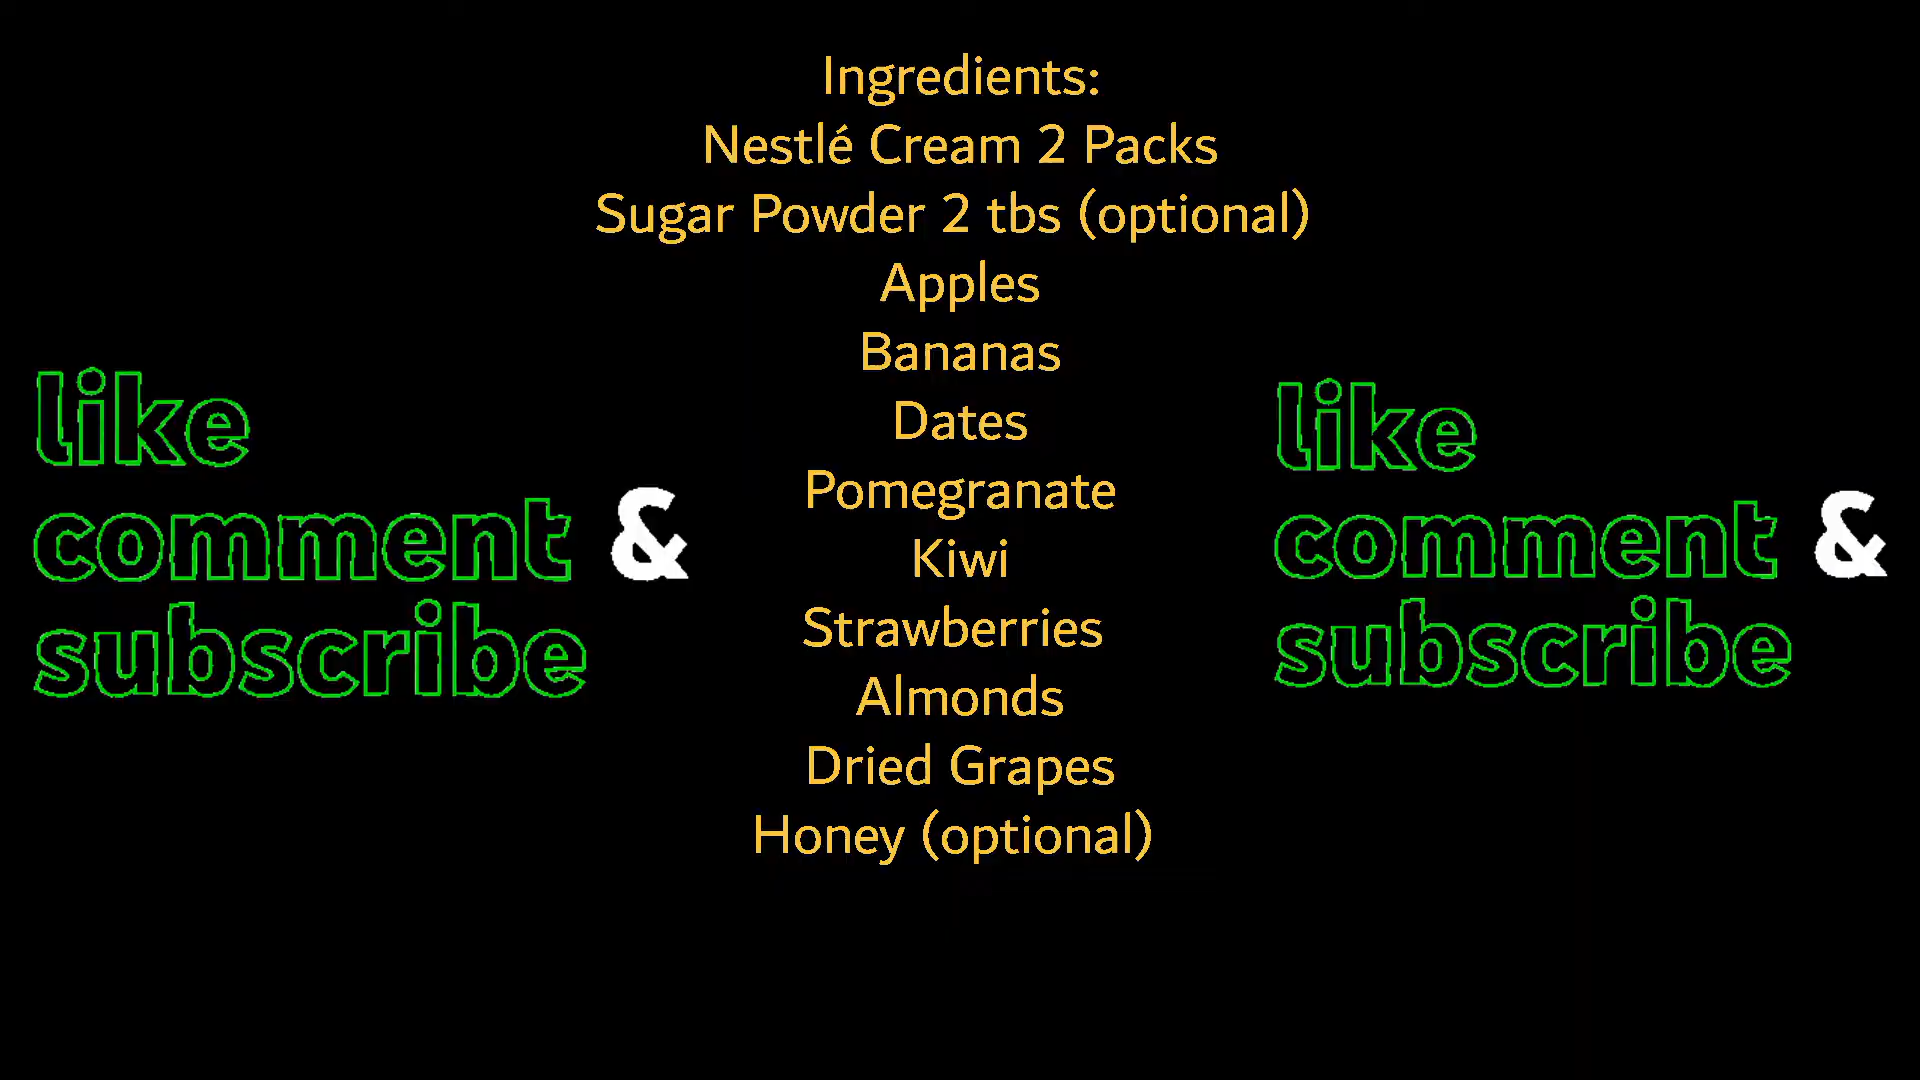 Ingredients:
Nestlé Cream 2 Packs
Sugar Powder 2 tbs (optional)
Apples
Bananas
Dates
Pomegranate
Kiwi
Strawberries
Almonds
Dried Grapes
Honey (optional)
like
comment &
subscribe
like
comment &
subscribe